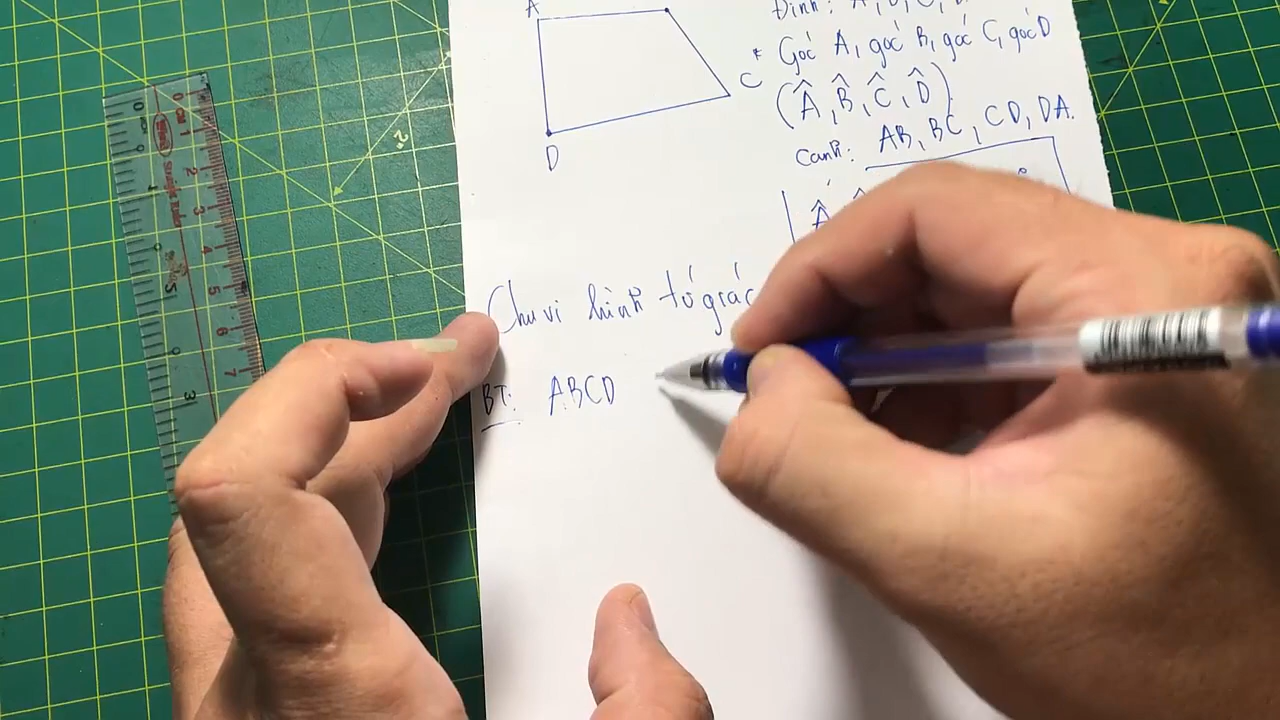 A
C
D
Đỉnh: A, B, C, D.
* Góc A, góc B, góc C, góc D
(Â, B̂, Ĉ, D̂)
Cạnh: AB, BC, CD, DA.
Â
Chu vi hình tứ giác
BT: ABCD